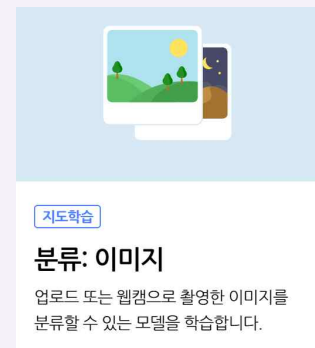 지도학습
분류: 이미지
업로드 또는 웹캠으로 촬영한 이미지를
분류할 수 있는 모델을 학습합니다.